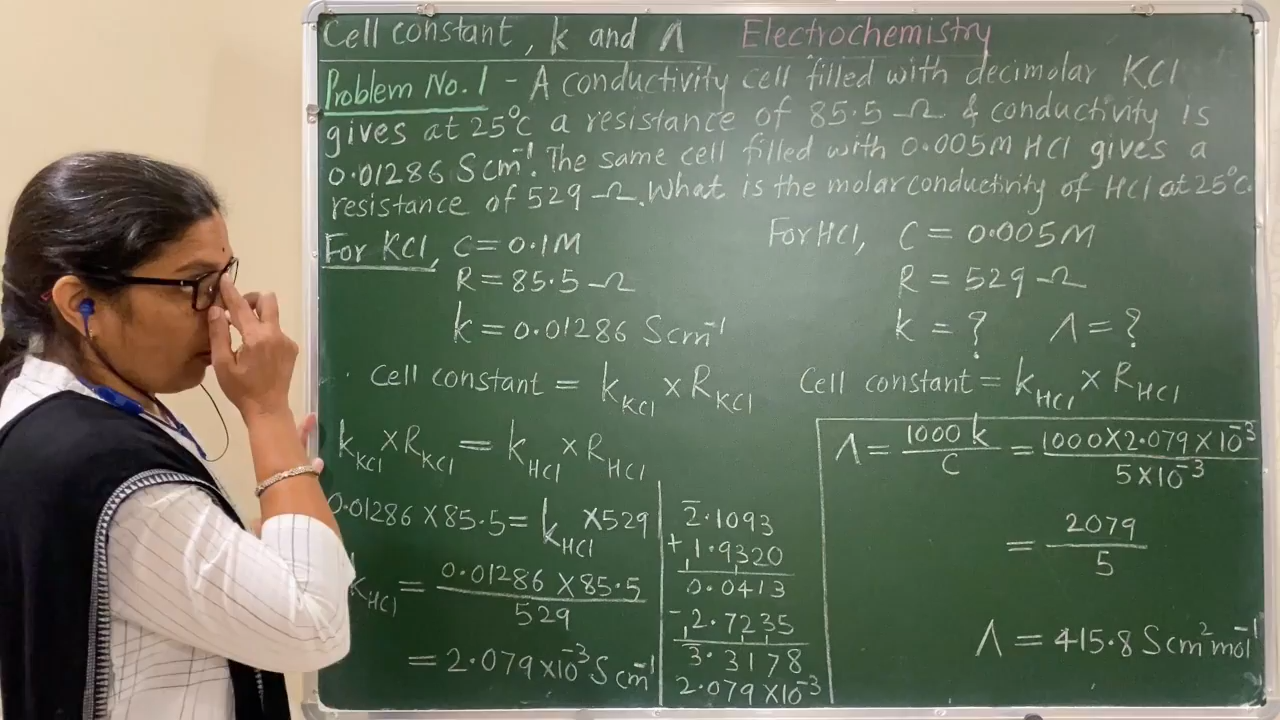 Cell constant, k and Λ Electrochemistry
Problem No. 1 - A conductivity cell filled with decimolar KCl
gives at 25°C a resistance of 85.5 Ω & conductivity is
0.01286 S cm⁻¹. The same cell filled with 0.005M HCl gives a
resistance of 529 Ω. What is the molar conductivity of HCl at 25°C.
For KCl, C = 0.1M
R = 85.5 Ω
k = 0.01286 S cm⁻¹
Cell constant = k_KCl × R_KCl
k_KCl × R_KCl = k_HCl × R_HCl
0.01286 × 85.5 = k_HCl × 529
k_HCl = 0.01286 × 85.5 / 529
= 2.079 × 10⁻³ S cm⁻¹
2̅.1093
+ 1.9320
0.0413
- 2.7235
3̅.3178
2.079 × 10⁻³
For HCl, C = 0.005M
R = 529 Ω
k = ? Λ = ?
Cell constant = k_HCl × R_HCl
Λ = 1000 k / C = 1000 × 2.079 × 10⁻³ / 5 × 10⁻³
= 2079 / 5
Λ = 415.8 S cm² mol⁻¹